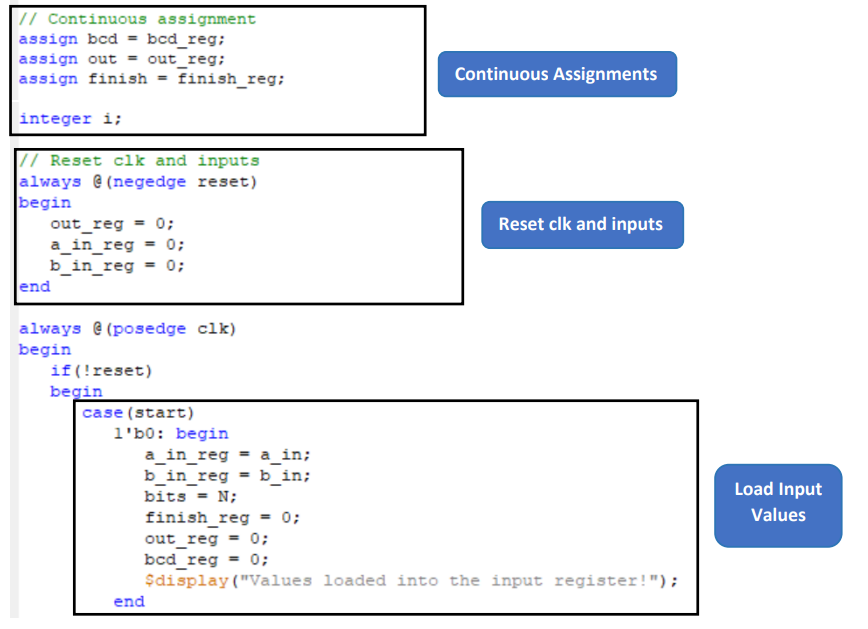 // Continuous assignment
assign bcd = bcd_reg;
assign out = out_reg;
assign finish = finish_reg;
integer i;
Continuous Assignments
// Reset clk and inputs
always @(negedge reset)
begin
out_reg = 0;
a_in_reg = 0;
b_in_reg = 0;
end
Reset clk and inputs
always @(posedge clk)
begin
if(!reset)
begin
case(start)
1'b0: begin
a_in_reg = a_in;
b_in_reg = b_in;
bits = N;
finish_reg = 0;
out_reg = 0;
bcd_reg = 0;
$display("Values loaded into the input register!");
end
Load Input
Values